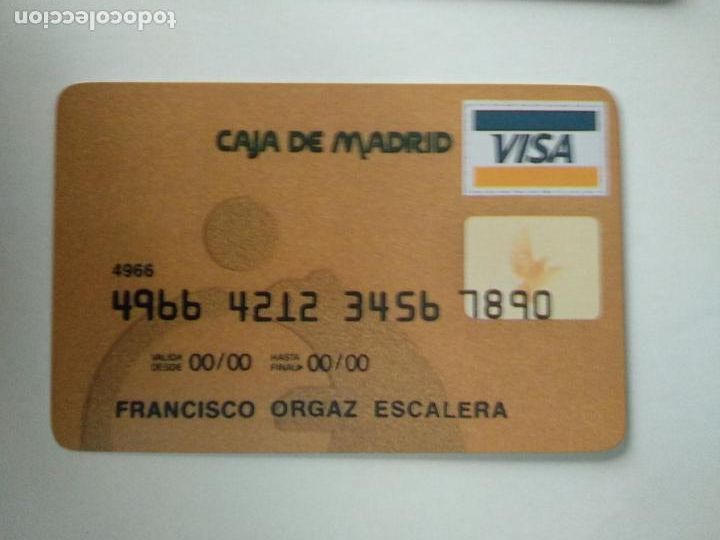 todocoleccion
CAJA DE MADRID
VISA
4966
4966 4212 3456 7890
VALIDA DESDE 00/00 HASTA FINAL 00/00
FRANCISCO ORGAZ ESCALERA